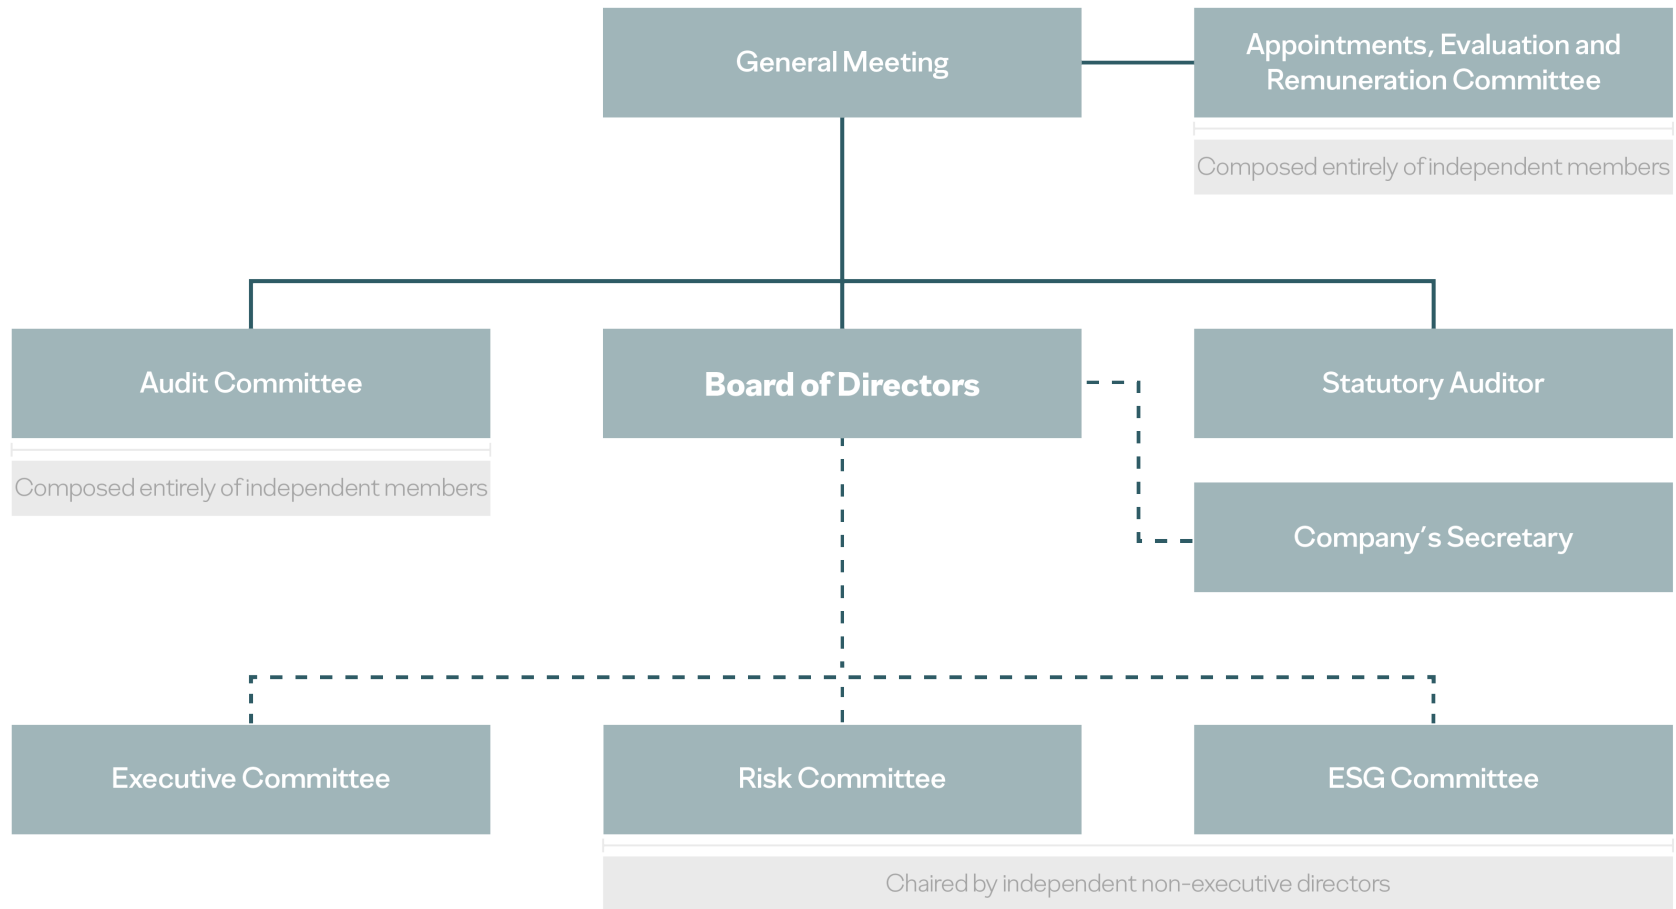 General Meeting
Appointments, Evaluation and
Remuneration Committee
Composed entirely of independent members
Audit Committee
Board of Directors
Statutory Auditor
Composed entirely of independent members
Company's Secretary
Executive Committee
Risk Committee
ESG Committee
Chaired by independent non-executive directors